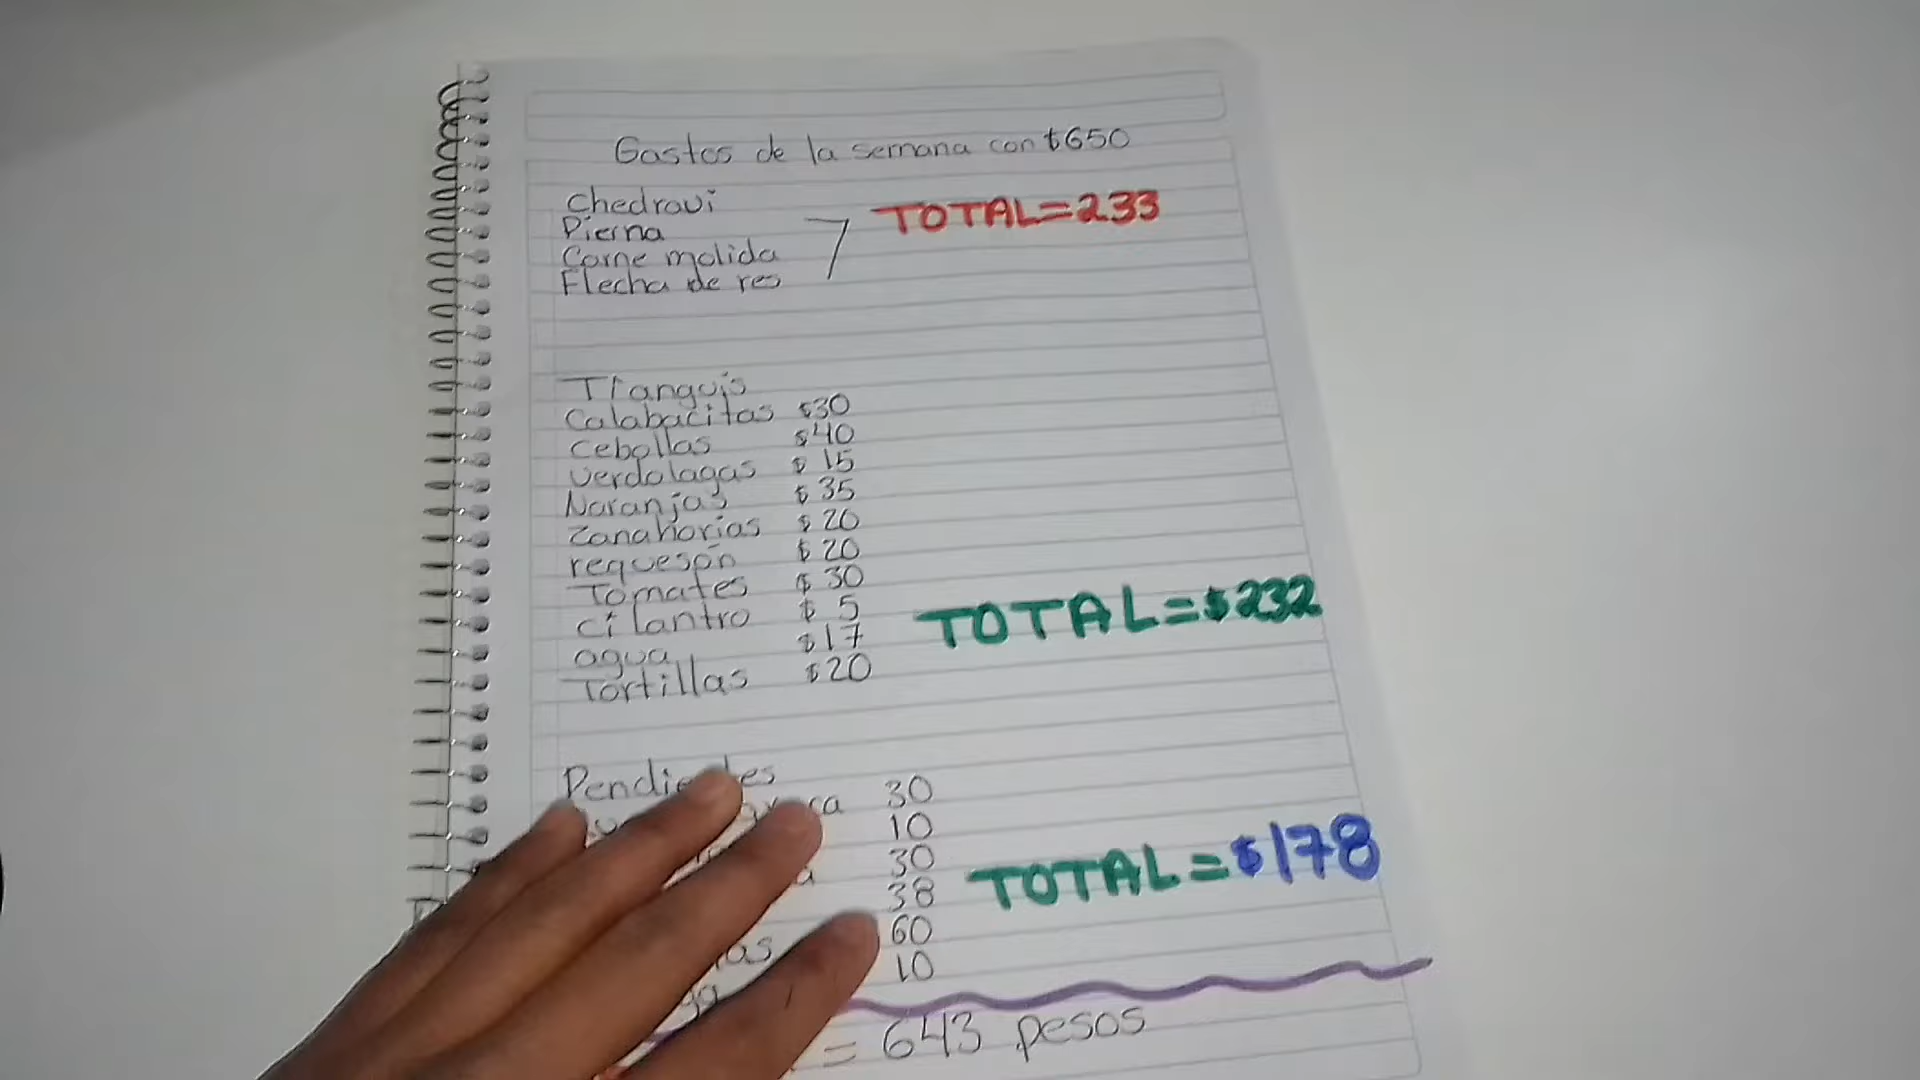 Gastos de la semana con $650
Chedraui
Pierna
Carne molida
Flecha de res
TOTAL=233
Tianguis
Calabacitas $30
Cebollas $40
Verdolagas $15
Naranjas $35
Zanahorias $20
requesón $20
Tomates $30
cilantro $5
agua $17
Tortillas $20
TOTAL=$232
30
10
30
38
60
10
TOTAL=$178
= 643 pesos